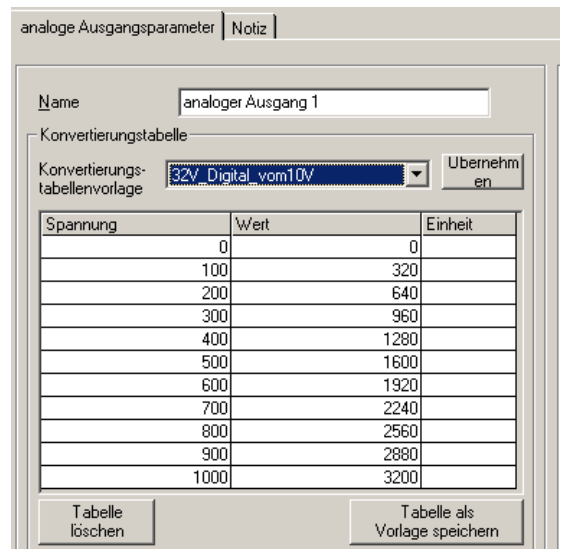 analoge Ausgangsparameter Notiz
Name analoger Ausgang 1
Konvertierungstabelle
Konvertierungs-
tabellenvorlage
32V_Digital_vom10V
Ubernehm
en
Spannung Wert Einheit
0 0
100 320
200 640
300 960
400 1280
500 1600
600 1920
700 2240
800 2560
900 2880
1000 3200
Tabelle
löschen
Tabelle als
Vorlage speichern